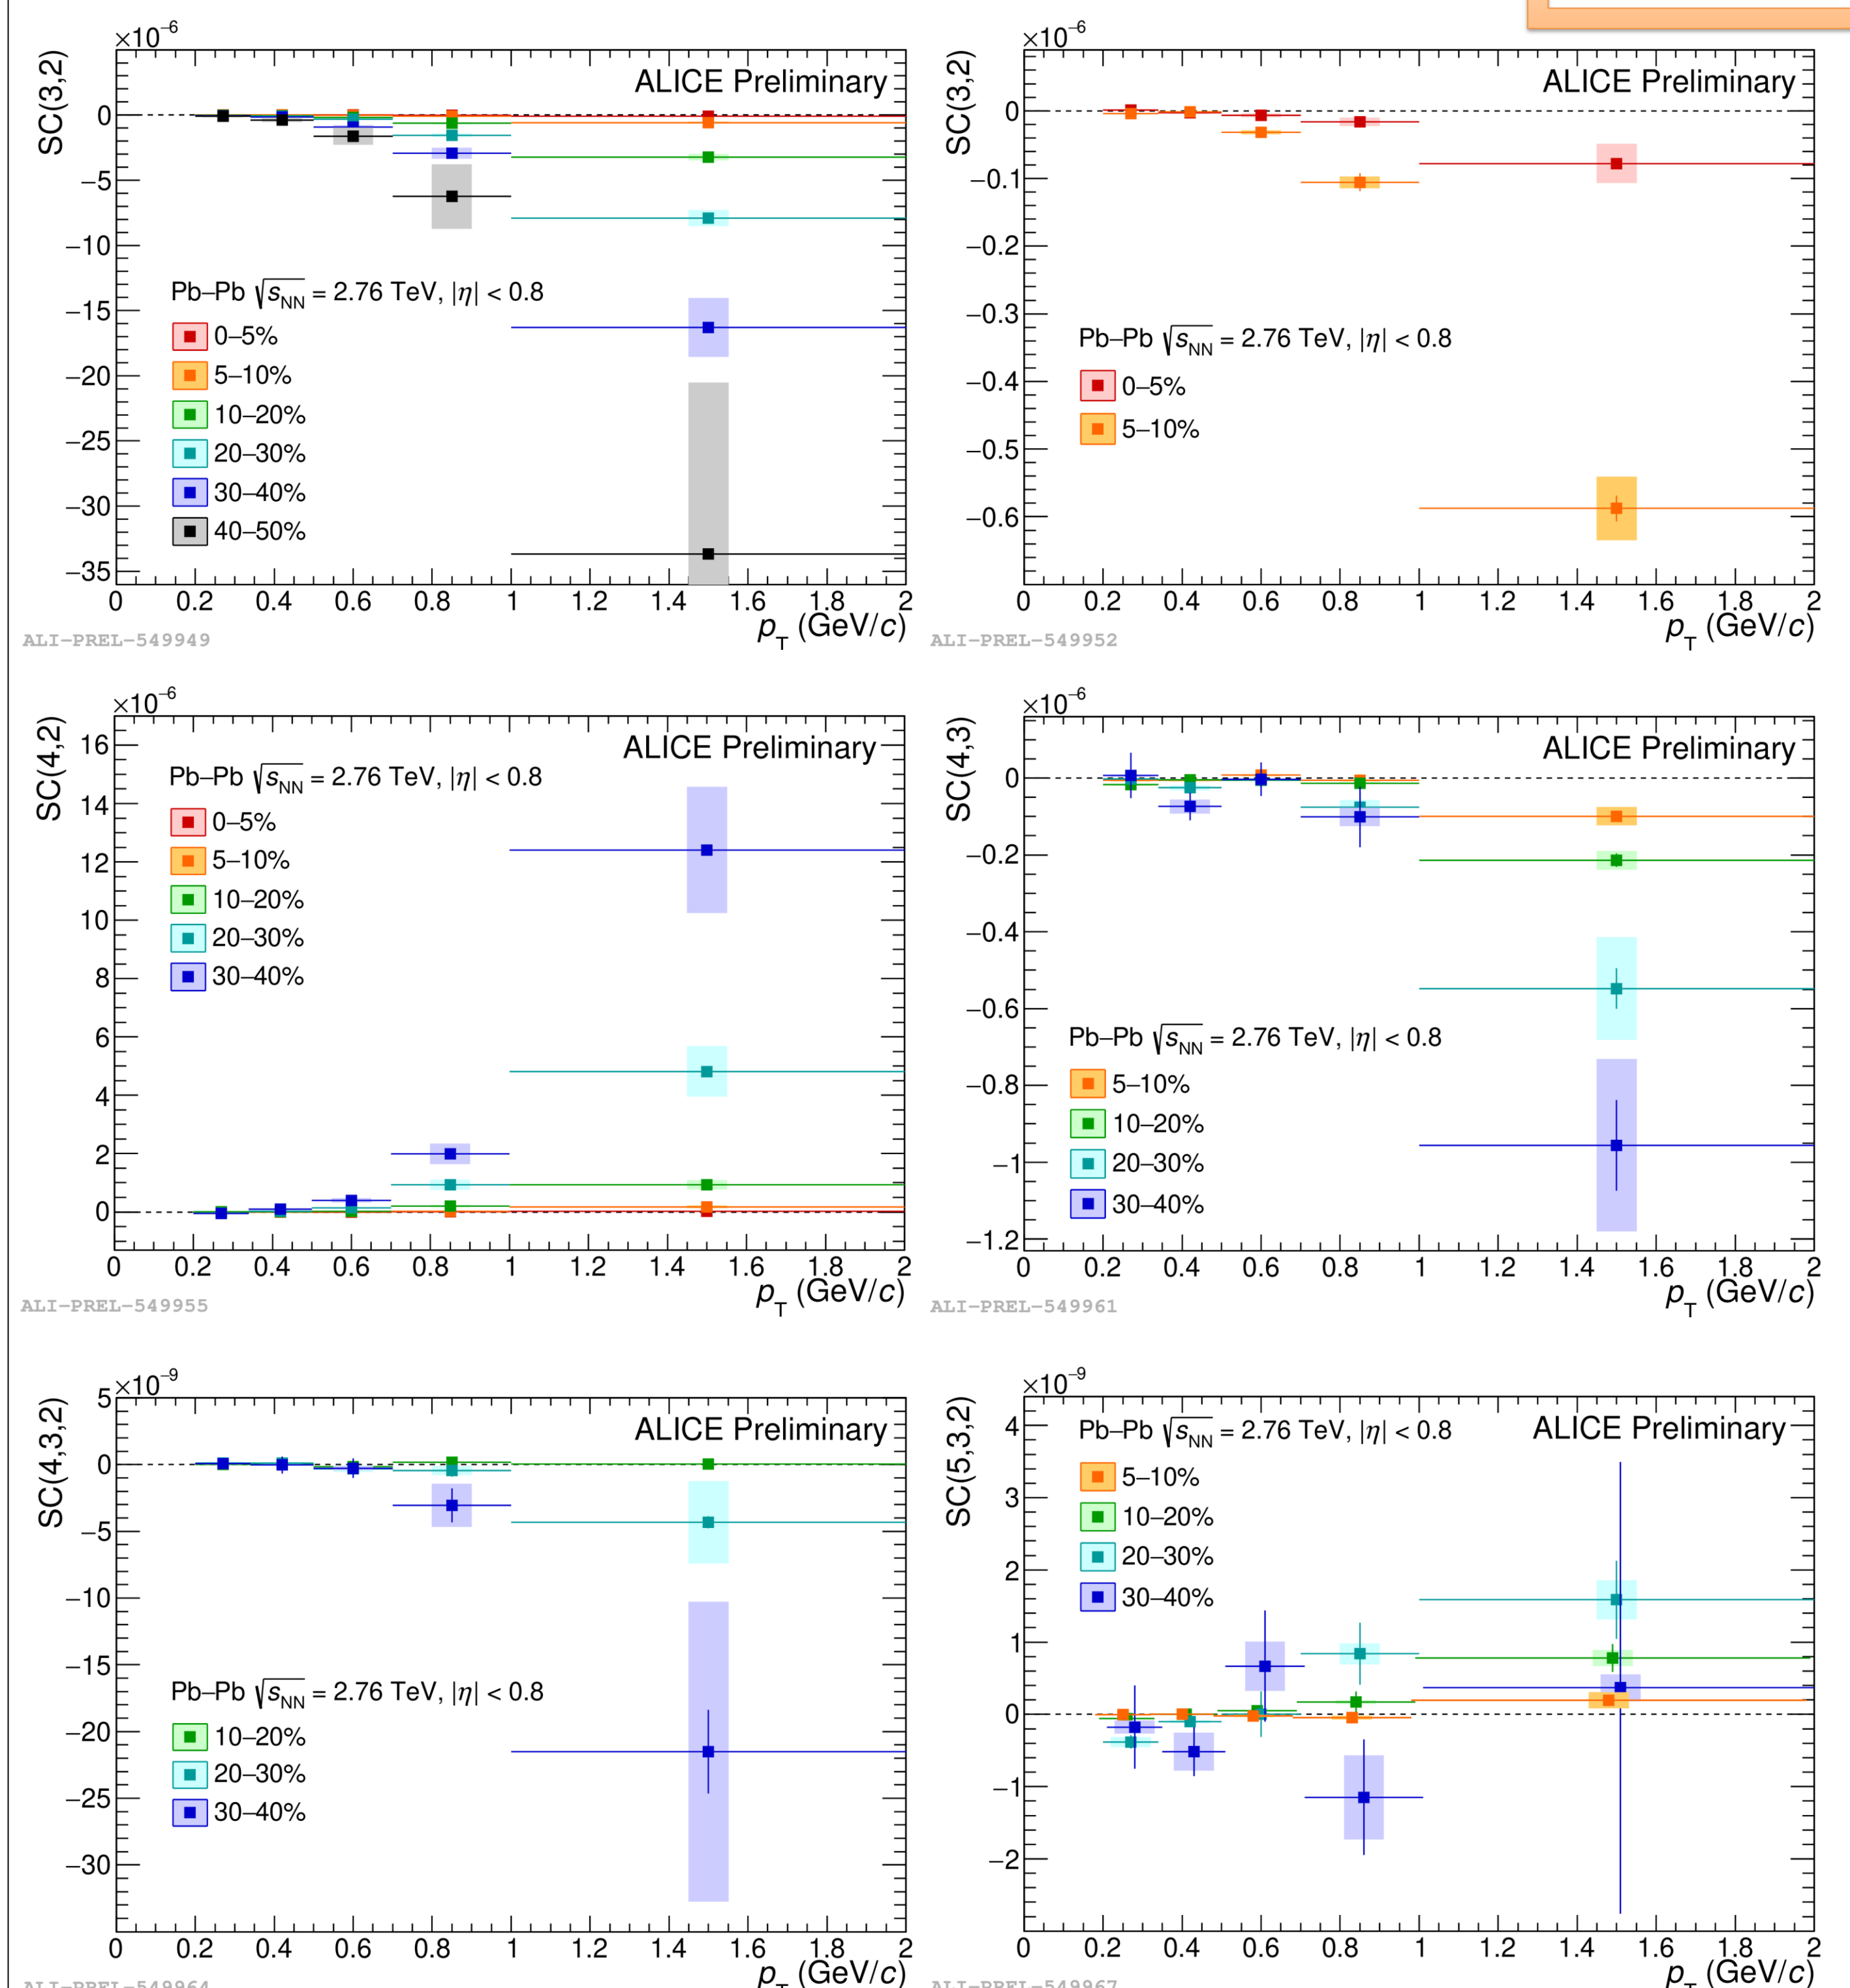 ×10⁻⁶
SC(3,2)
ALICE Preliminary
0
−5
−10
−15
−20
−25
−30
−35
Pb–Pb √sNN = 2.76 TeV, |η| < 0.8
0–5%
5–10%
10–20%
20–30%
30–40%
40–50%
0 0.2 0.4 0.6 0.8 1 1.2 1.4 1.6 1.8 2
pT (GeV/c)
ALI-PREL-549949
×10⁻⁶
SC(3,2)
ALICE Preliminary
0
−0.1
−0.2
−0.3
−0.4
−0.5
−0.6
Pb–Pb √sNN = 2.76 TeV, |η| < 0.8
0–5%
5–10%
0 0.2 0.4 0.6 0.8 1 1.2 1.4 1.6 1.8 2
pT (GeV/c)
ALI-PREL-549952
×10⁻⁶
SC(4,2)
ALICE Preliminary
16
14
12
10
8
6
4
2
0
Pb–Pb √sNN = 2.76 TeV, |η| < 0.8
0–5%
5–10%
10–20%
20–30%
30–40%
0 0.2 0.4 0.6 0.8 1 1.2 1.4 1.6 1.8 2
pT (GeV/c)
ALI-PREL-549955
×10⁻⁶
SC(4,3)
ALICE Preliminary
0
−0.2
−0.4
−0.6
−0.8
−1
−1.2
Pb–Pb √sNN = 2.76 TeV, |η| < 0.8
5–10%
10–20%
20–30%
30–40%
0 0.2 0.4 0.6 0.8 1 1.2 1.4 1.6 1.8 2
pT (GeV/c)
ALI-PREL-549961
×10⁻⁹
SC(4,3,2)
ALICE Preliminary
5
0
−5
−10
−15
−20
−25
−30
Pb–Pb √sNN = 2.76 TeV, |η| < 0.8
10–20%
20–30%
30–40%
0 0.2 0.4 0.6 0.8 1 1.2 1.4 1.6 1.8 2
pT (GeV/c)
ALI-PREL-549964
×10⁻⁹
SC(5,3,2)
Pb–Pb √sNN = 2.76 TeV, |η| < 0.8
ALICE Preliminary
4
3
2
1
0
−1
−2
5–10%
10–20%
20–30%
30–40%
0 0.2 0.4 0.6 0.8 1 1.2 1.4 1.6 1.8 2
pT (GeV/c)
ALI-PREL-549967